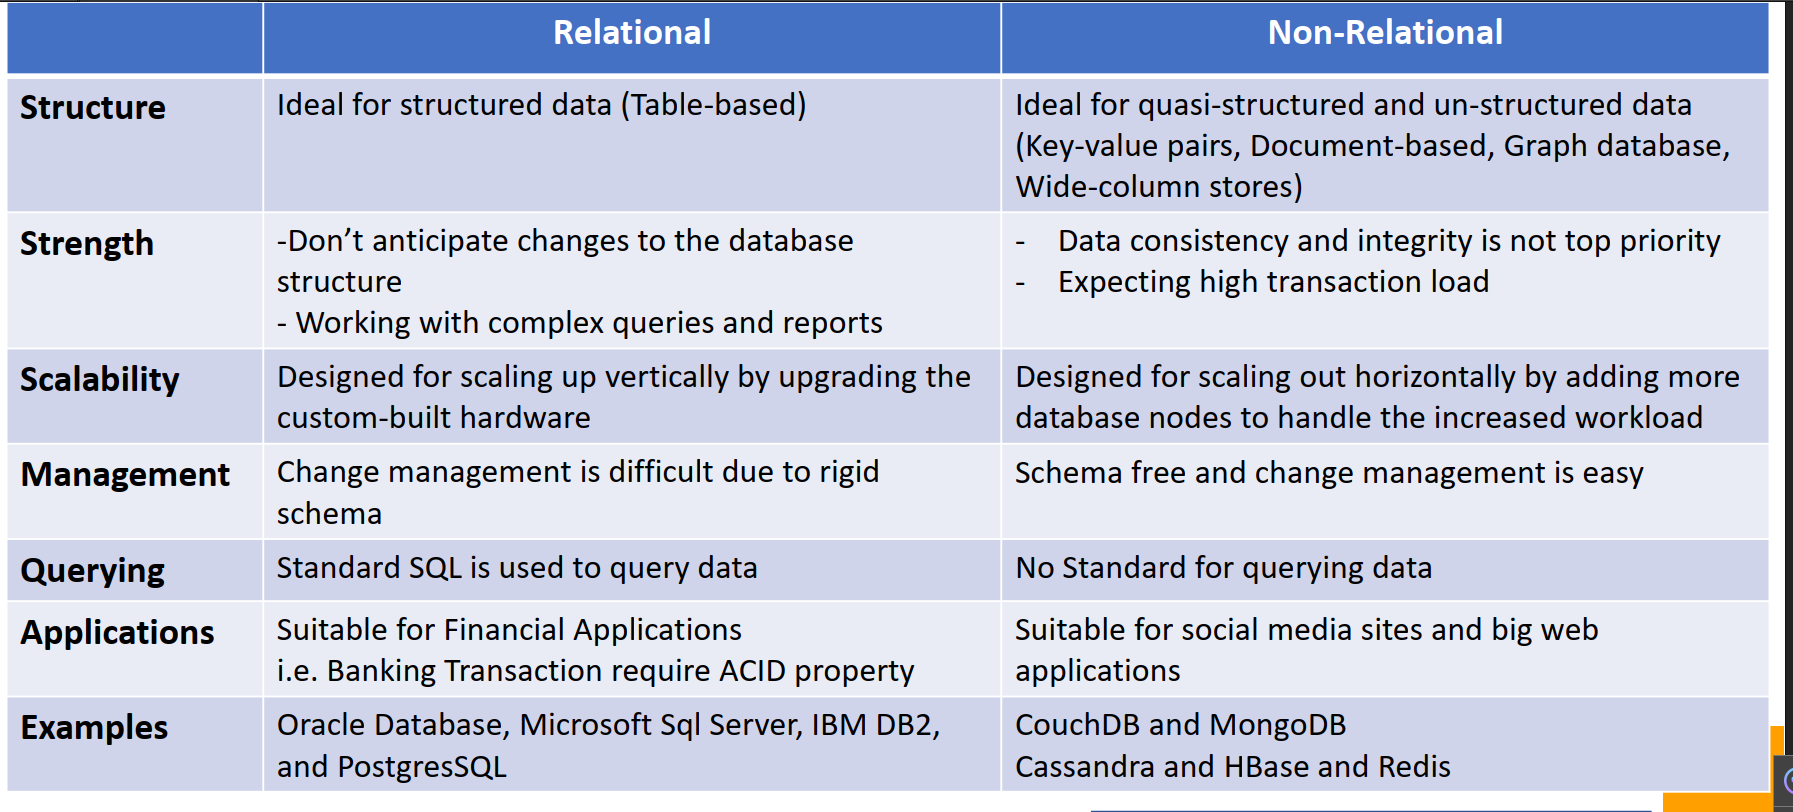 Relational
Non-Relational
Structure
Ideal for structured data (Table-based)
Ideal for quasi-structured and un-structured data
(Key-value pairs, Document-based, Graph database,
Wide-column stores)
Strength
-Don’t anticipate changes to the database
structure
- Working with complex queries and reports
- Data consistency and integrity is not top priority
- Expecting high transaction load
Scalability
Designed for scaling up vertically by upgrading the
custom-built hardware
Designed for scaling out horizontally by adding more
database nodes to handle the increased workload
Management
Change management is difficult due to rigid
schema
Schema free and change management is easy
Querying
Standard SQL is used to query data
No Standard for querying data
Applications
Suitable for Financial Applications
i.e. Banking Transaction require ACID property
Suitable for social media sites and big web
applications
Examples
Oracle Database, Microsoft Sql Server, IBM DB2,
and PostgresSQL
CouchDB and MongoDB
Cassandra and HBase and Redis